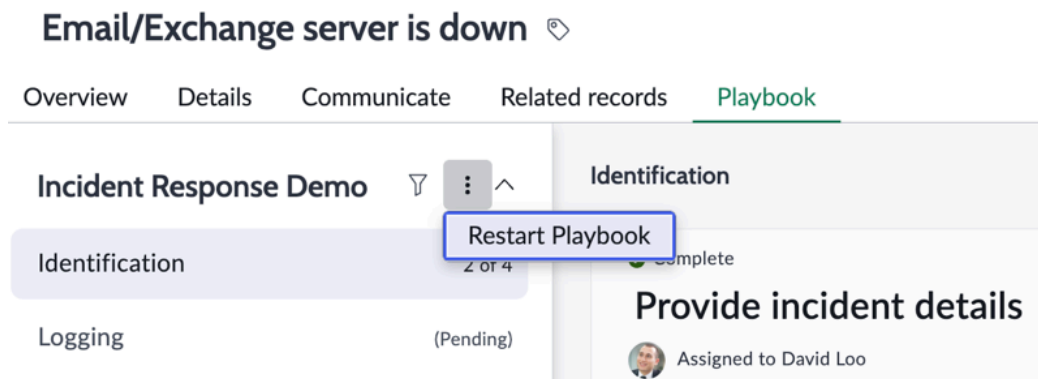 Email/Exchange server is down
Overview Details Communicate Related records Playbook
Incident Response Demo
Restart Playbook
Identification 2 of 4
Logging (Pending)
Identification
Complete
Provide incident details
Assigned to David Loo